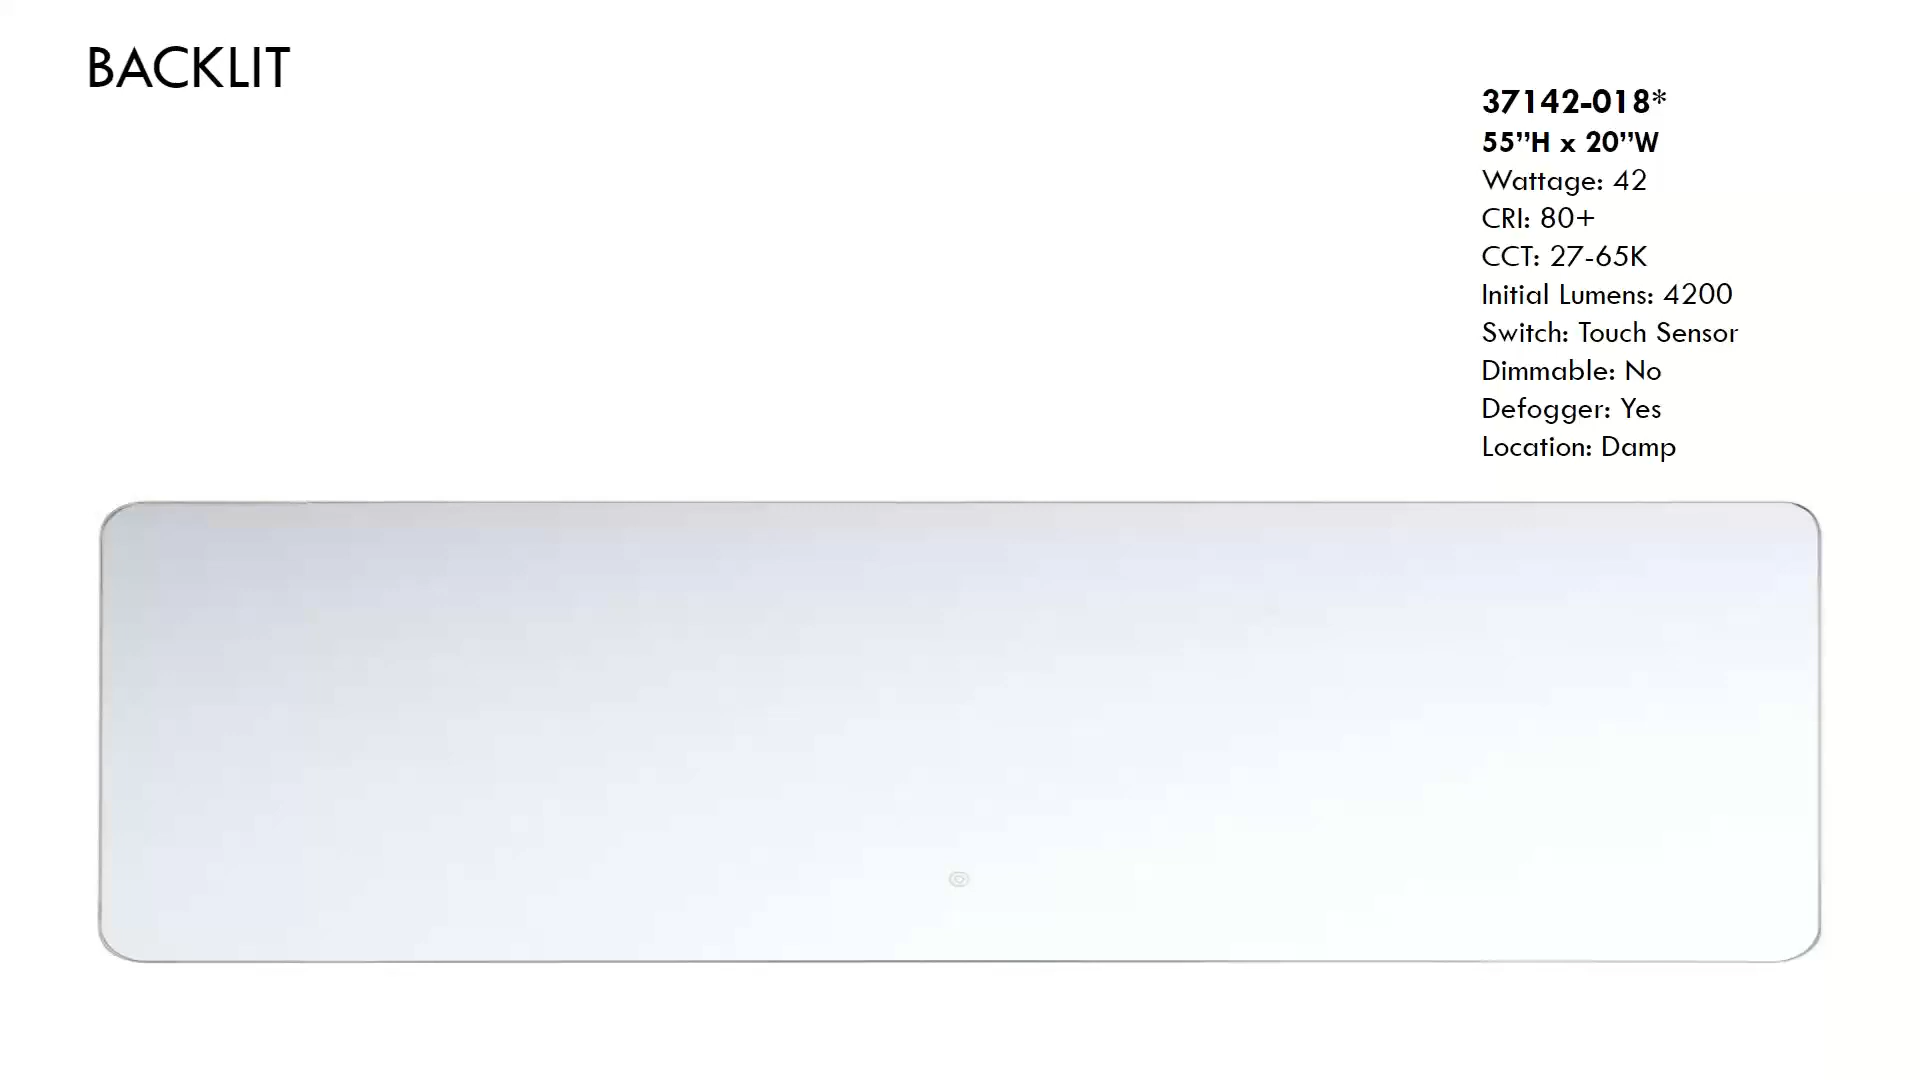 BACKLIT
37142-018*
55”H x 20”W
Wattage: 42
CRI: 80+
CCT: 27-65K
Initial Lumens: 4200
Switch: Touch Sensor
Dimmable: No
Defogger: Yes
Location: Damp